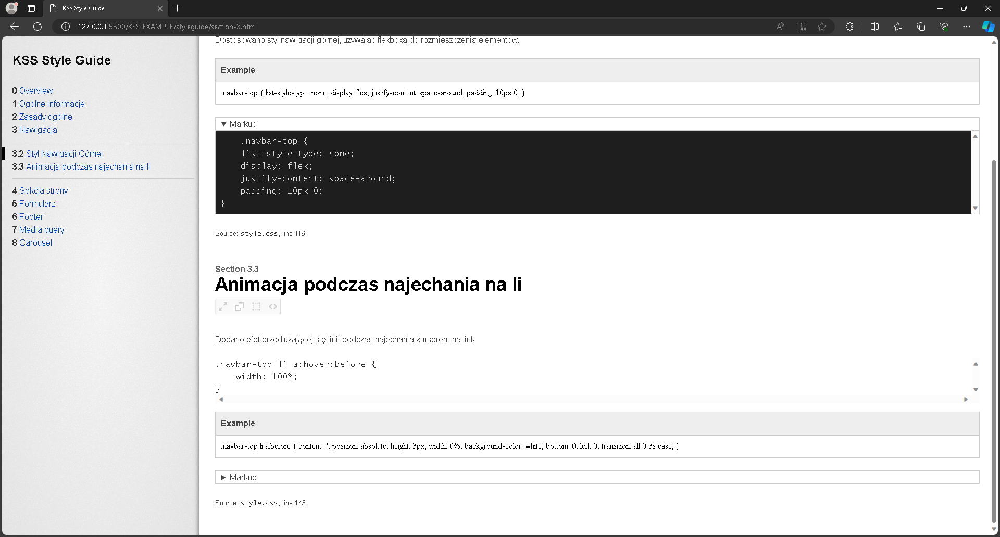 KSS Style Guide
127.0.0.1:5500/KSS_EXAMPLE/styleguide/section-3.html
KSS Style Guide
0 Overview
1 Ogólne informacje
2 Zasady ogólne
3 Nawigacja
3.2 Styl Nawigacji Górnej
3.3 Animacja podczas najechania na li
4 Sekcja strony
5 Formularz
6 Footer
7 Media query
8 Carousel
Dostosowano styl nawigacji górnej, używając flexboxa do rozmieszczenia elementów.
Example
.navbar-top { list-style-type: none; display: flex; justify-content: space-around; padding: 10px 0; }
▼ Markup
.navbar-top {
list-style-type: none;
display: flex;
justify-content: space-around;
padding: 10px 0;
}
Source: style.css, line 116
Section 3.3
Animacja podczas najechania na li
Dodano efet przedłużającej się linii podczas najechania kursorem na link
.navbar-top li a:hover:before {
width: 100%;
}
Example
.navbar-top li a:before { content: ''; position: absolute; height: 3px; width: 0%; background-color: white; bottom: 0; left: 0; transition: all 0.3s ease; }
▶ Markup
Source: style.css, line 143